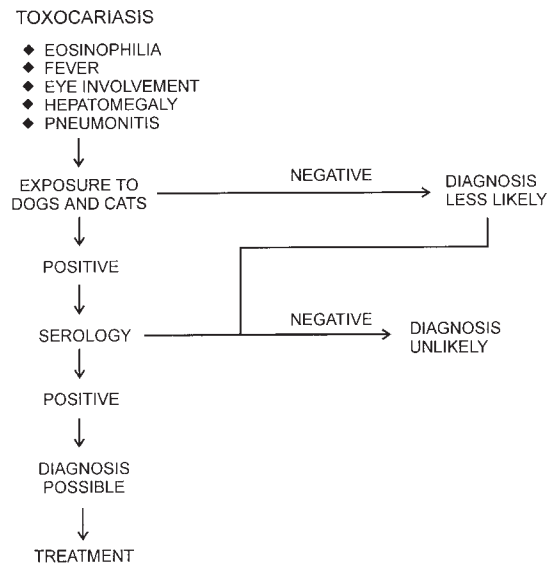 TOXOCARIASIS
◆ EOSINOPHILIA
◆ FEVER
◆ EYE INVOLVEMENT
◆ HEPATOMEGALY
◆ PNEUMONITIS
EXPOSURE TO
DOGS AND CATS
NEGATIVE
DIAGNOSIS
LESS LIKELY
POSITIVE
SEROLOGY
NEGATIVE
DIAGNOSIS
UNLIKELY
POSITIVE
DIAGNOSIS
POSSIBLE
TREATMENT